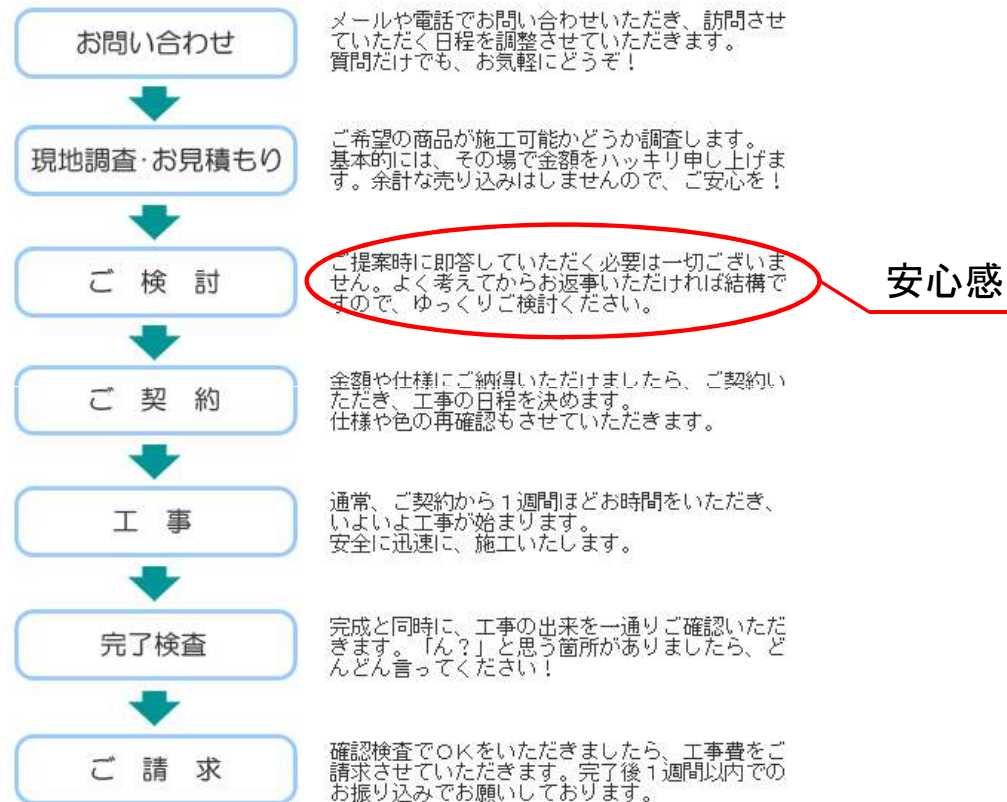 お問い合わせ
メールや電話でお問い合わせいただき、訪問させ
ていただく日程を調整させていただきます。
質問だけでも、お気軽にどうぞ！
現地調査・お見積もり
ご希望の商品が施工可能かどうか調査します。
基本的には、その場で金額をハッキリ申し上げま
す。余計な売り込みはしませんので、ご安心を！
ご 検 討
ご提案時に即答していただく必要は一切ございま
せん。よく考えてからお返事いただければ結構で
すので、ゆっくりご検討ください。
安心感
ご 契 約
金額や仕様にご納得いただけましたら、ご契約い
ただき、工事の日程を決めます。
仕様や色の再確認もさせていただきます。
工 事
通常、ご契約から１週間ほどお時間をいただき、
いよいよ工事が始まります。
安全に迅速に、施工いたします。
完了検査
完成と同時に、工事の出来を一通りご確認いただ
きます。「ん？」と思う箇所がありましたら、ど
んどん言ってください！
ご 請 求
確認検査でＯＫをいただきましたら、工事費をご
請求させていただきます。完了後１週間以内での
お振り込みでお願いしております。